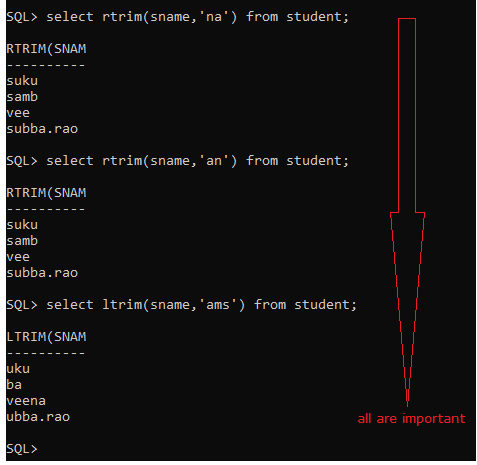 SQL> select rtrim(sname,'na') from student;
RTRIM(SNAM
----------
suku
samb
vee
subba.rao
SQL> select rtrim(sname,'an') from student;
RTRIM(SNAM
----------
suku
samb
vee
subba.rao
SQL> select ltrim(sname,'ams') from student;
LTRIM(SNAM
----------
uku
ba
veena
ubba.rao
all are important
SQL>